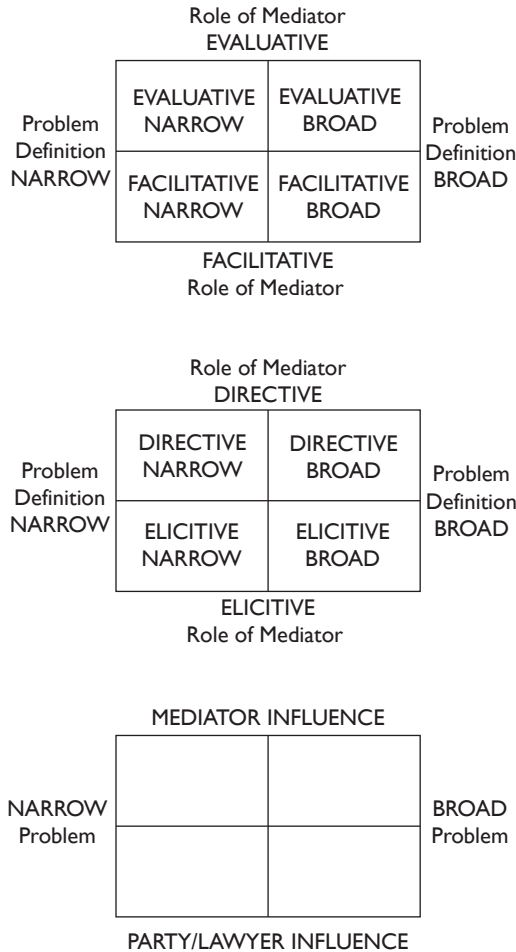 Role of Mediator
EVALUATIVE
Problem
Definition
NARROW
EVALUATIVE
NARROW
EVALUATIVE
BROAD
FACILITATIVE
NARROW
FACILITATIVE
BROAD
Problem
Definition
BROAD
FACILITATIVE
Role of Mediator
Role of Mediator
DIRECTIVE
Problem
Definition
NARROW
DIRECTIVE
NARROW
DIRECTIVE
BROAD
ELICITIVE
NARROW
ELICITIVE
BROAD
Problem
Definition
BROAD
ELICITIVE
Role of Mediator
MEDIATOR INFLUENCE
NARROW
Problem
BROAD
Problem
PARTY/LAWYER INFLUENCE